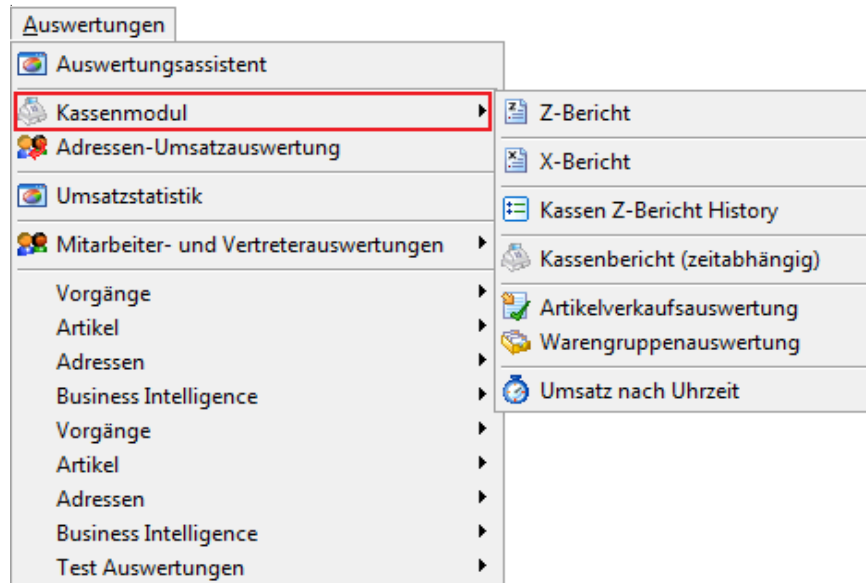 Auswertungen
Auswertungsassistent
Kassenmodul
Adressen-Umsatzauswertung
Umsatzstatistik
Mitarbeiter- und Vertreterauswertungen
Vorgänge
Artikel
Adressen
Business Intelligence
Vorgänge
Artikel
Adressen
Business Intelligence
Test Auswertungen
Z-Bericht
X-Bericht
Kassen Z-Bericht History
Kassenbericht (zeitabhängig)
Artikelverkaufsauswertung
Warengruppenauswertung
Umsatz nach Uhrzeit